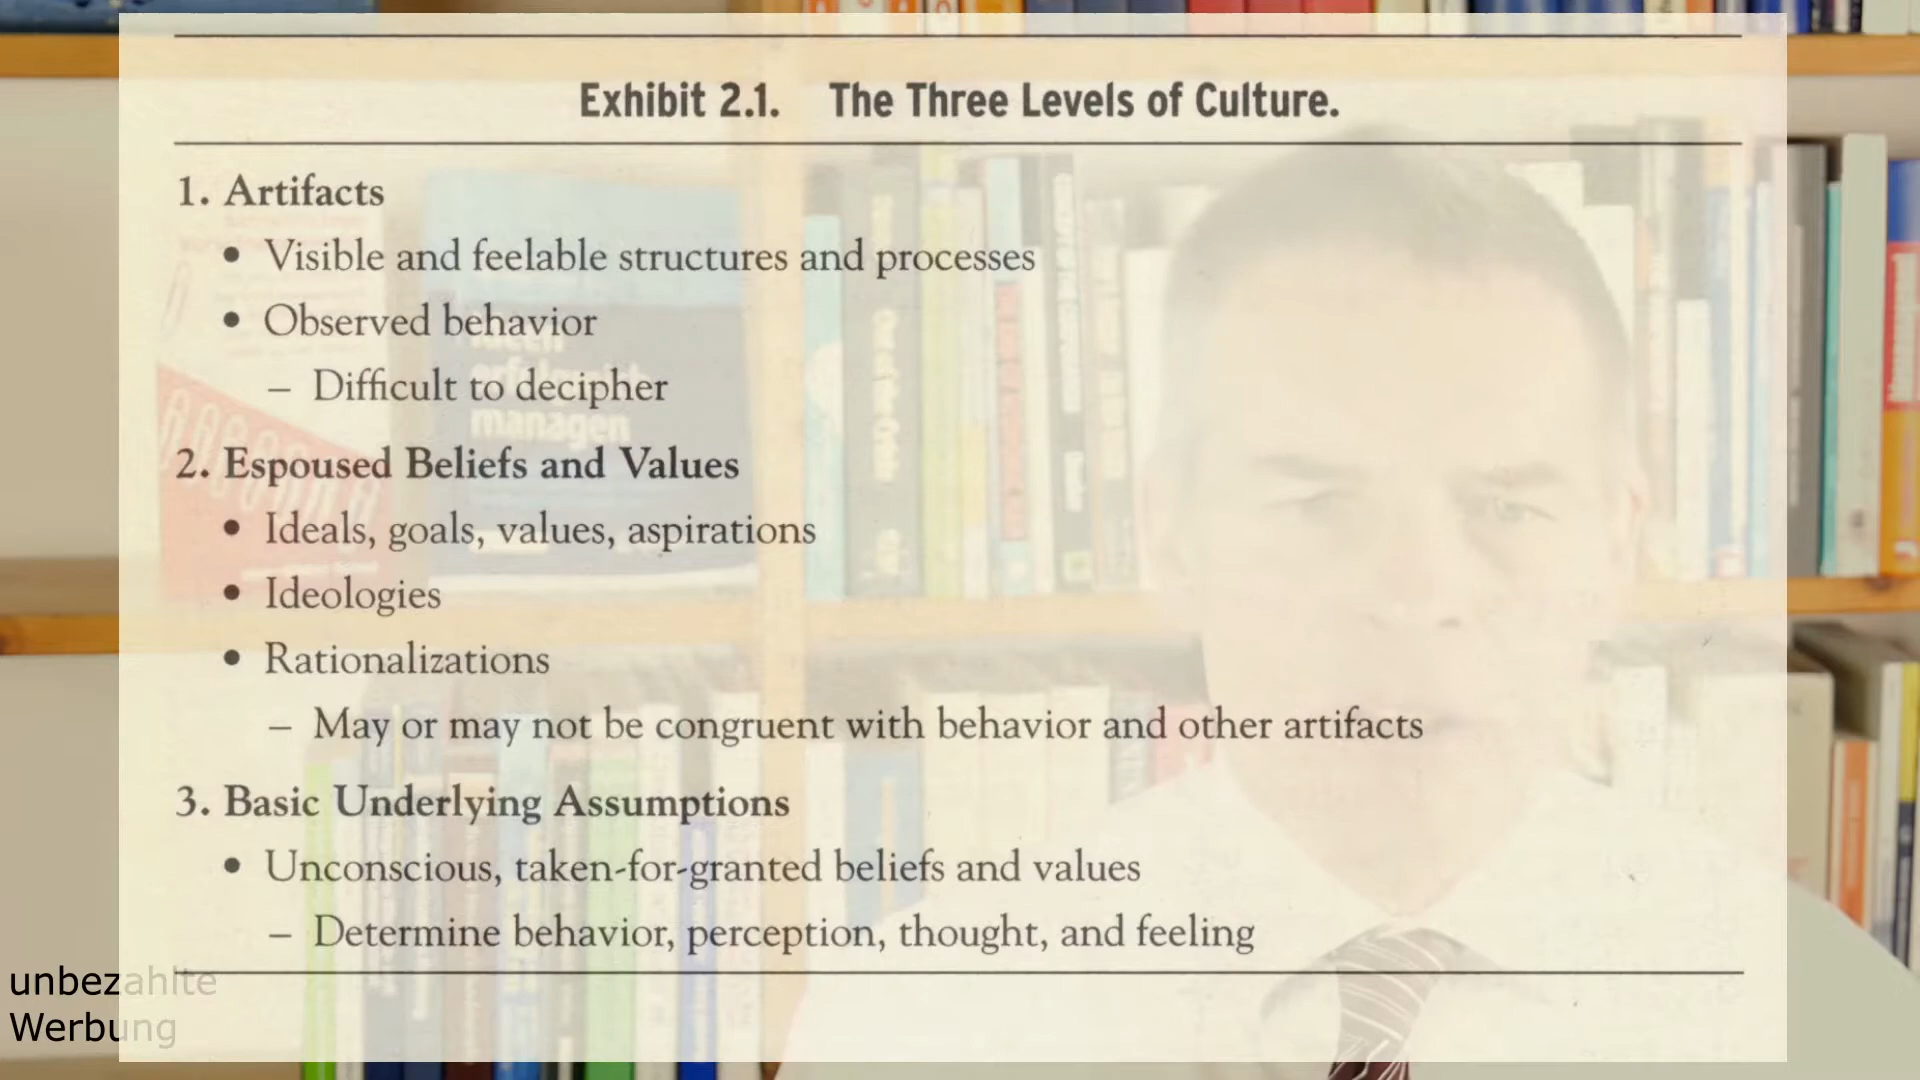 Exhibit 2.1. The Three Levels of Culture.
1. Artifacts
• Visible and feelable structures and processes
• Observed behavior
– Difficult to decipher
2. Espoused Beliefs and Values
• Ideals, goals, values, aspirations
• Ideologies
• Rationalizations
– May or may not be congruent with behavior and other artifacts
3. Basic Underlying Assumptions
• Unconscious, taken-for-granted beliefs and values
– Determine behavior, perception, thought, and feeling
unbezahlte
Werbung
managen